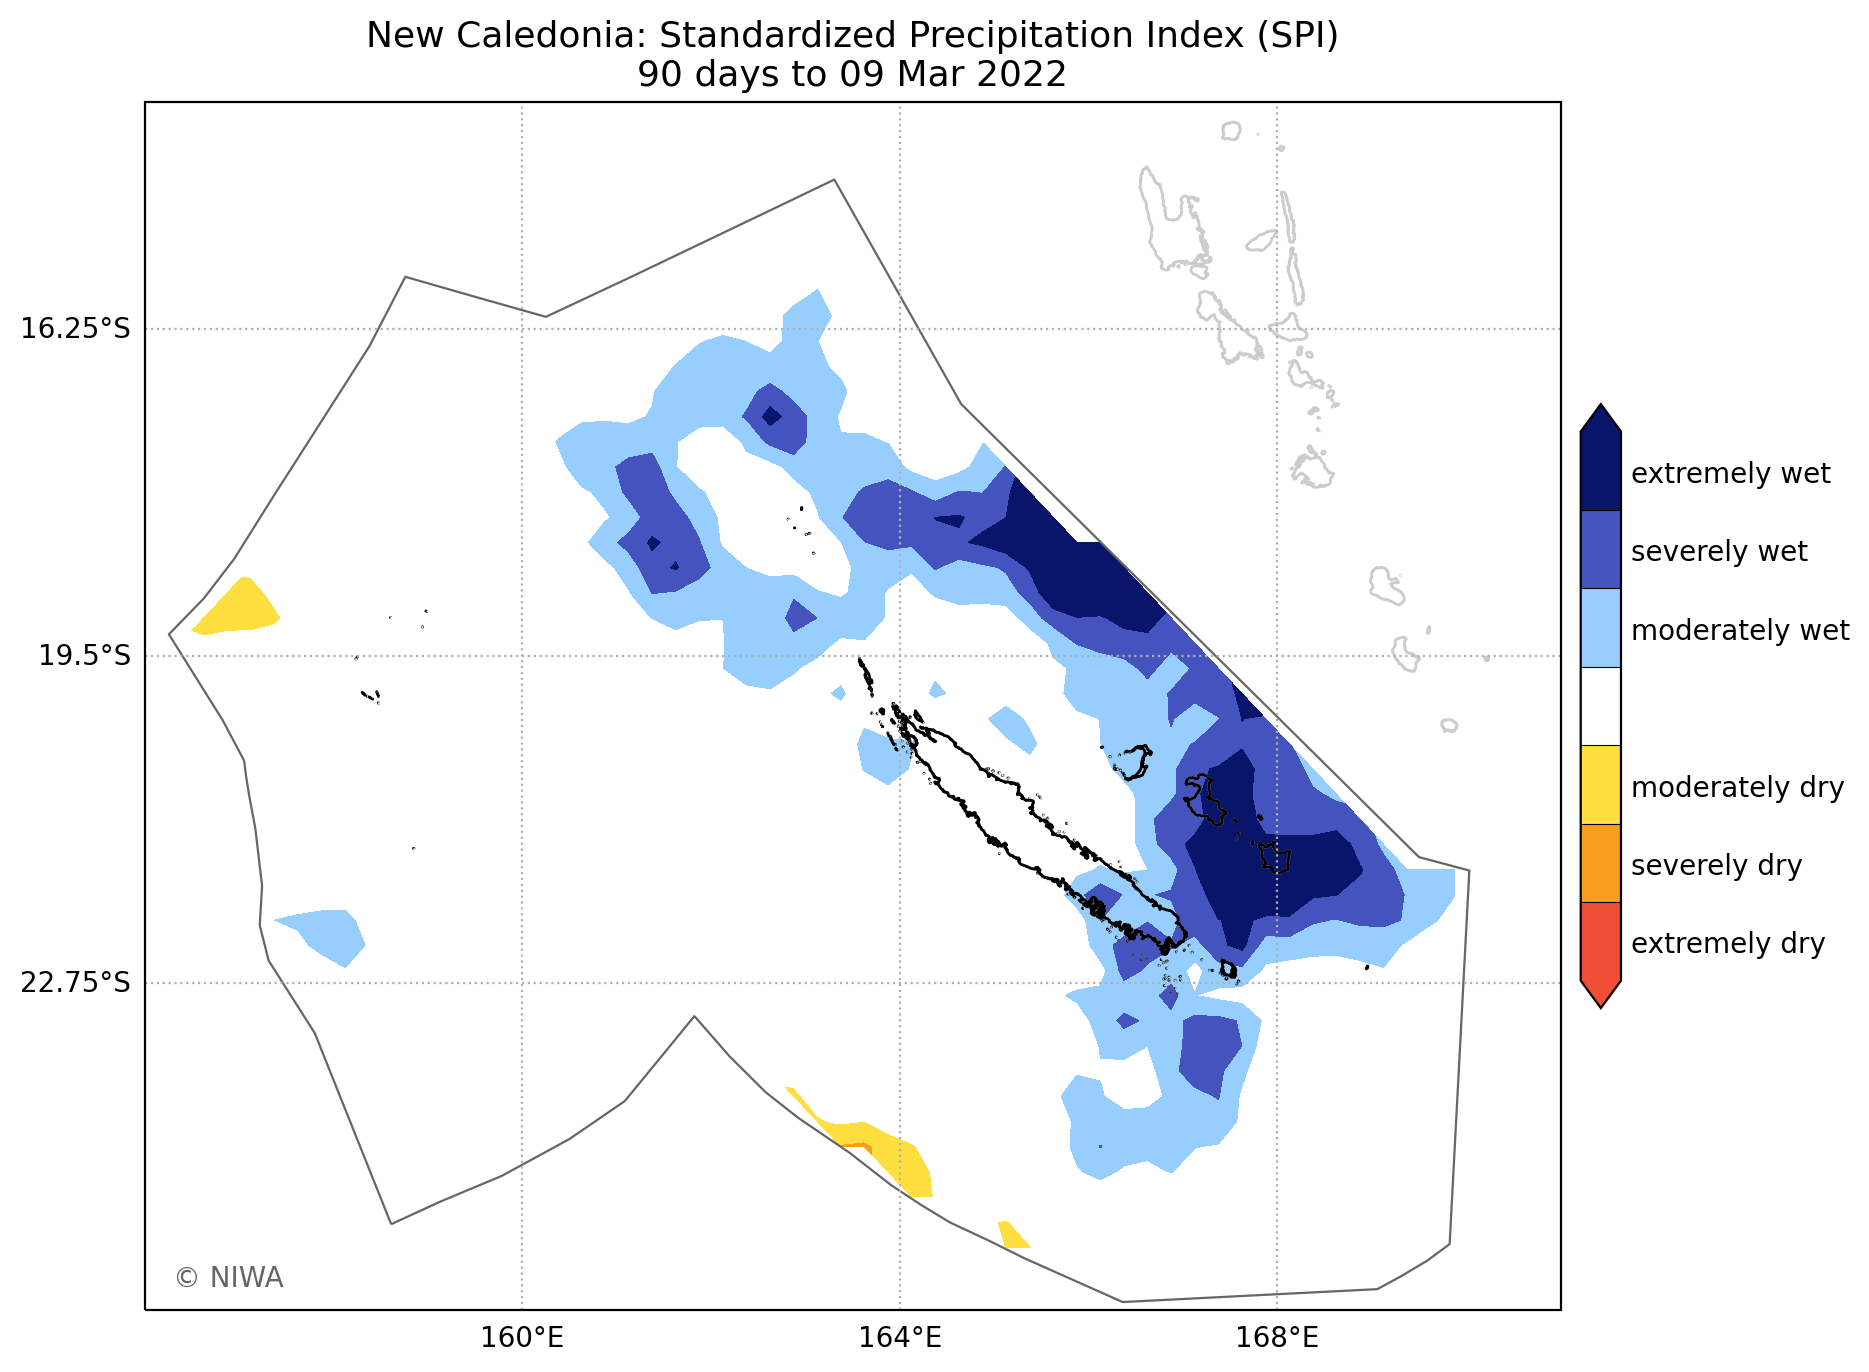 New Caledonia: Standardized Precipitation Index (SPI)
90 days to 09 Mar 2022
16.25°S
19.5°S
22.75°S
160°E
164°E
168°E
extremely wet
severely wet
moderately wet
moderately dry
severely dry
extremely dry
© NIWA